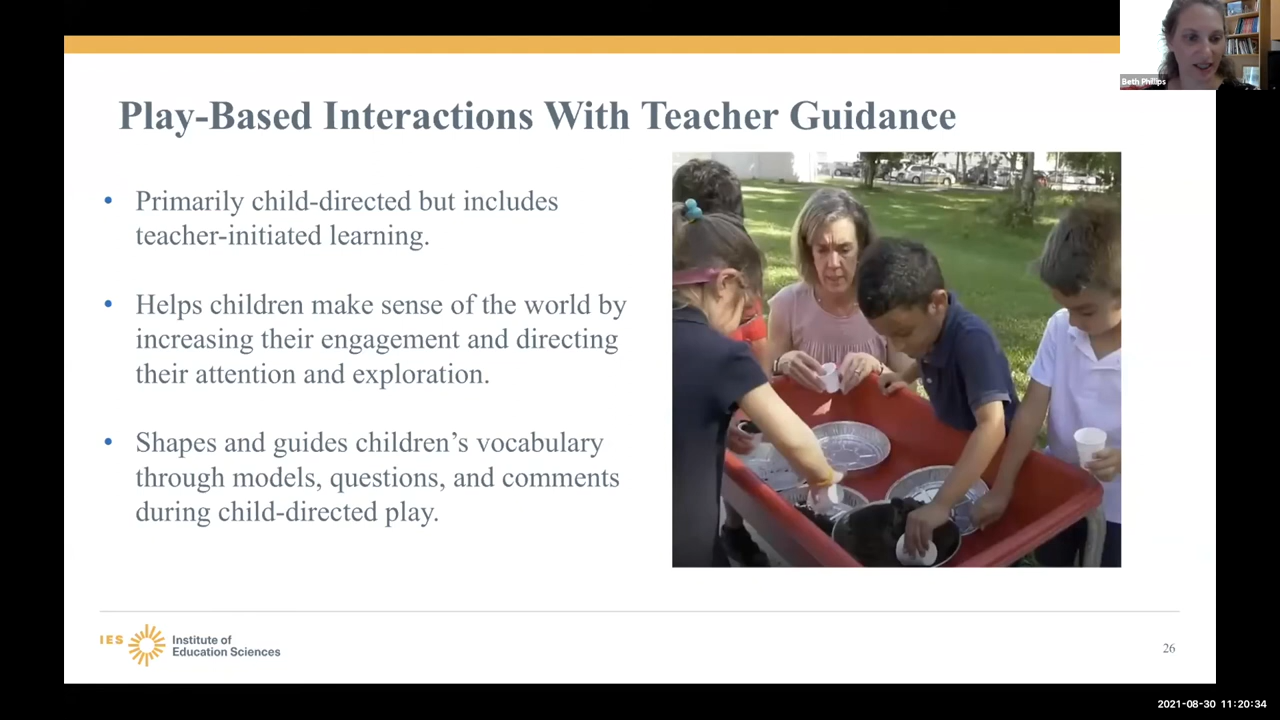 Beth Phillips
Play-Based Interactions With Teacher Guidance
• Primarily child-directed but includes
teacher-initiated learning.
• Helps children make sense of the world by
increasing their engagement and directing
their attention and exploration.
• Shapes and guides children’s vocabulary
through models, questions, and comments
during child-directed play.
IES
Institute of
Education Sciences
26
2021-08-30 11:20:34